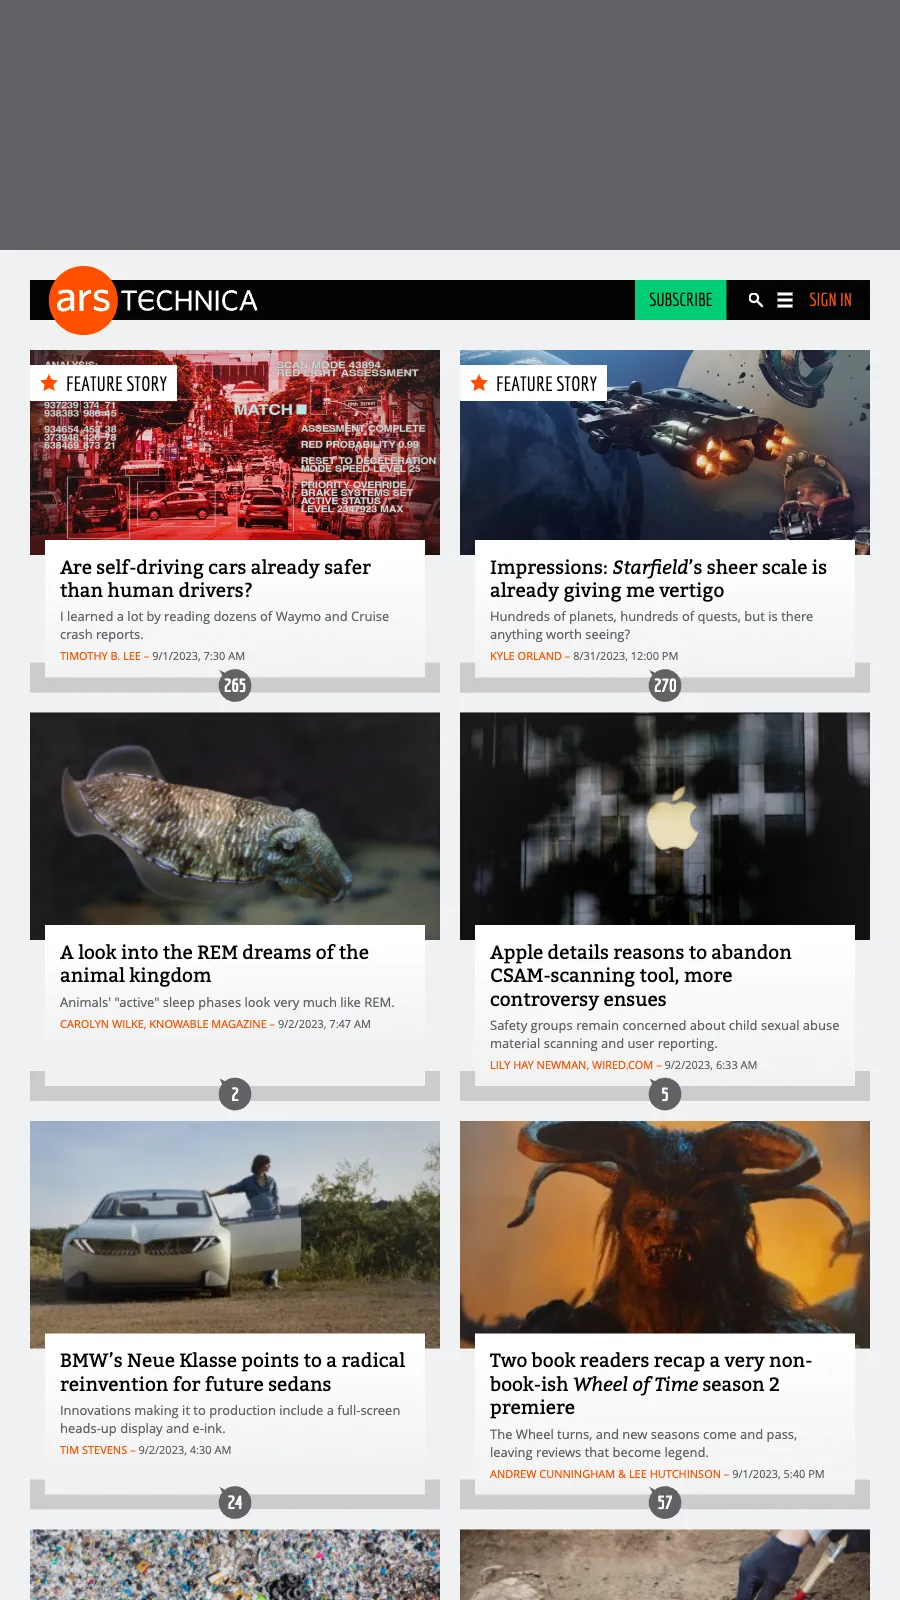 ars TECHNICA
SUBSCRIBE
SIGN IN
ANALYSIS:
SCAN MODE 43894
RED LIGHT ASSESSMENT
FEATURE STORY
MATCH
937239 374 71
938383 986 45
934654 453 38
373948 426 78
638469 873 21
ASSESMENT COMPLETE
RED PROBABILITY 0.99
RESET TO DECELERATION
MODE SPEED LEVEL 25
PRIORITY OVERRIDE
BRAKE SYSTEMS SET
ACTIVE STATUS
LEVEL 2347923 MAX
Are self-driving cars already safer
than human drivers?
I learned a lot by reading dozens of Waymo and Cruise
crash reports.
TIMOTHY B. LEE – 9/1/2023, 7:30 AM
265
FEATURE STORY
Impressions: Starfield’s sheer scale is
already giving me vertigo
Hundreds of planets, hundreds of quests, but is there
anything worth seeing?
KYLE ORLAND – 8/31/2023, 12:00 PM
270
A look into the REM dreams of the
animal kingdom
Animals' "active" sleep phases look very much like REM.
CAROLYN WILKE, KNOWABLE MAGAZINE – 9/2/2023, 7:47 AM
2
Apple details reasons to abandon
CSAM-scanning tool, more
controversy ensues
Safety groups remain concerned about child sexual abuse
material scanning and user reporting.
LILY HAY NEWMAN, WIRED.COM – 9/2/2023, 6:33 AM
5
BMW’s Neue Klasse points to a radical
reinvention for future sedans
Innovations making it to production include a full-screen
heads-up display and e-ink.
TIM STEVENS – 9/2/2023, 4:30 AM
24
Two book readers recap a very non-
book-ish Wheel of Time season 2
premiere
The Wheel turns, and new seasons come and pass,
leaving reviews that become legend.
ANDREW CUNNINGHAM & LEE HUTCHINSON – 9/1/2023, 5:40 PM
57